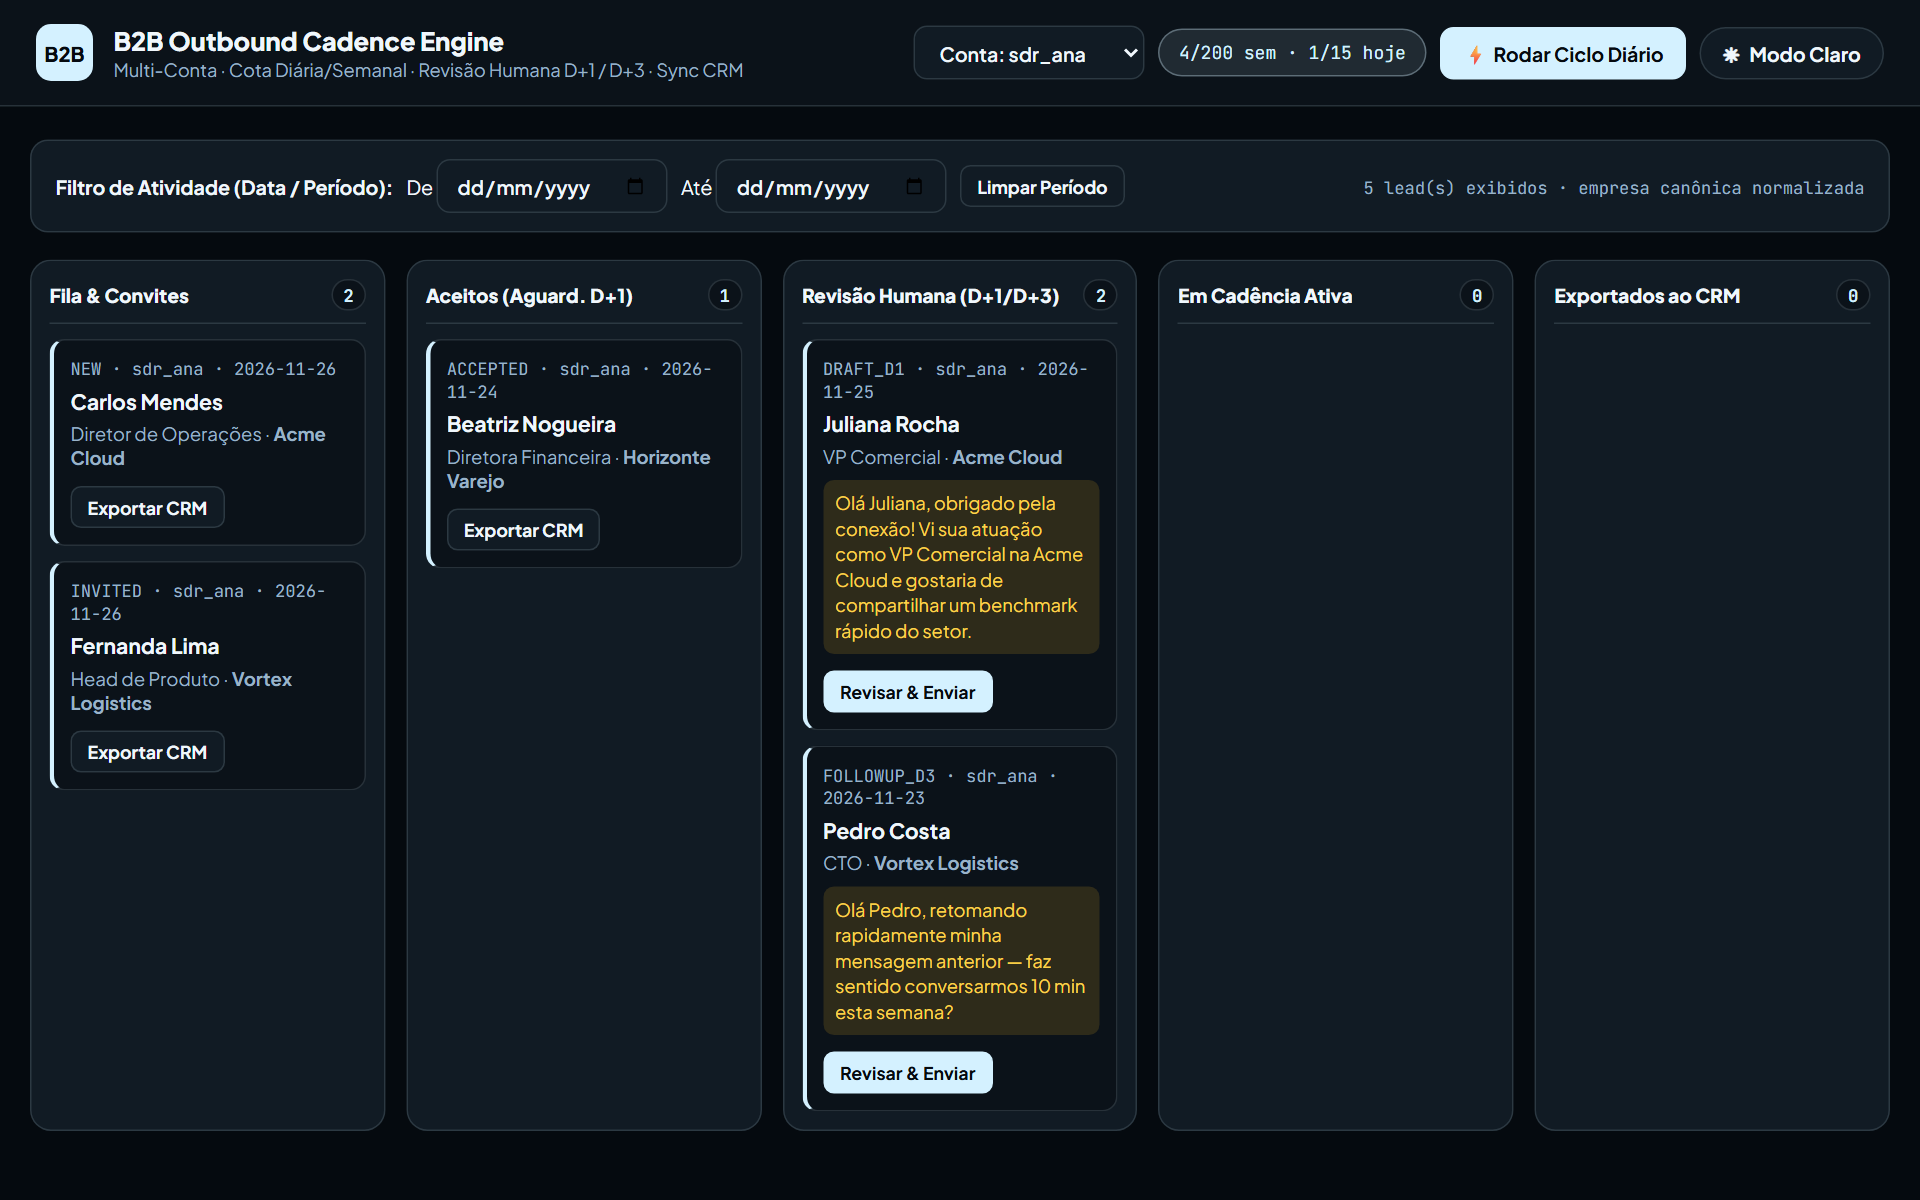 B2B
B2B Outbound Cadence Engine
Multi-Conta · Cota Diária/Semanal · Revisão Humana D+1 / D+3 · Sync CRM
Conta: sdr_ana
4/200 sem · 1/15 hoje
Rodar Ciclo Diário
Modo Claro
Filtro de Atividade (Data / Período):
De
dd/mm/yyyy
Até
dd/mm/yyyy
Limpar Período
5 lead(s) exibidos · empresa canônica normalizada
Fila & Convites
2
NEW · sdr_ana · 2026-11-26
Carlos Mendes
Diretor de Operações · Acme
Cloud
Exportar CRM
INVITED · sdr_ana · 2026-
11-26
Fernanda Lima
Head de Produto · Vortex
Logistics
Exportar CRM
Aceitos (Aguard. D+1)
1
ACCEPTED · sdr_ana · 2026-
11-24
Beatriz Nogueira
Diretora Financeira · Horizonte
Varejo
Exportar CRM
Revisão Humana (D+1/D+3)
2
DRAFT_D1 · sdr_ana · 2026-
11-25
Juliana Rocha
VP Comercial · Acme Cloud
Olá Juliana, obrigado pela
conexão! Vi sua atuação
como VP Comercial na Acme
Cloud e gostaria de
compartilhar um benchmark
rápido do setor.
Revisar & Enviar
FOLLOWUP_D3 · sdr_ana ·
2026-11-23
Pedro Costa
CTO · Vortex Logistics
Olá Pedro, retomando
rapidamente minha
mensagem anterior — faz
sentido conversarmos 10 min
esta semana?
Revisar & Enviar
Em Cadência Ativa
0
Exportados ao CRM
0